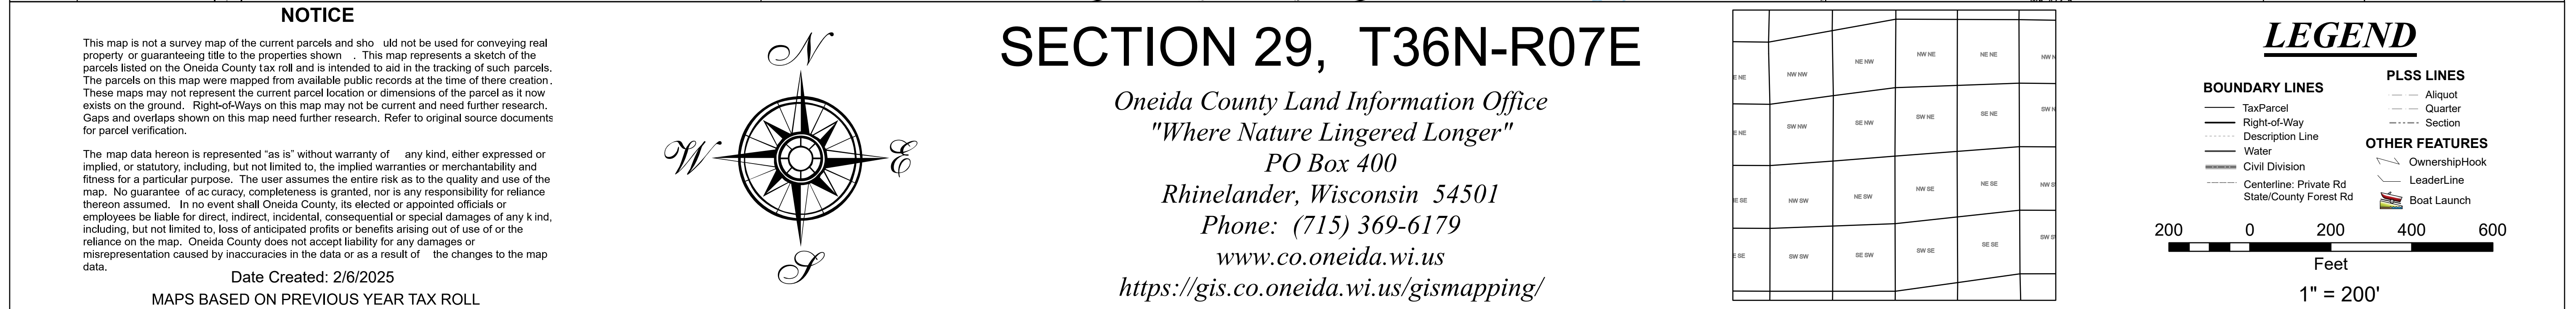 NOTICE
This map is not a survey map of the current parcels and sho uld not be used for conveying real
property or guaranteeing title to the properties shown . This map represents a sketch of the
parcels listed on the Oneida County tax roll and is intended to aid in the tracking of such parcels.
The parcels on this map were mapped from available public records at the time of there creation.
These maps may not represent the current parcel location or dimensions of the parcel as it now
exists on the ground. Right-of-Ways on this map may not be current and need further research.
Gaps and overlaps shown on this map need further research. Refer to original source documents
for parcel verification.
The map data hereon is represented “as is” without warranty of any kind, either expressed or
implied, or statutory, including, but not limited to, the implied warranties or merchantability and
fitness for a particular purpose. The user assumes the entire risk as to the quality and use of the
map. No guarantee of ac curacy, completeness is granted, nor is any responsibility for reliance
thereon assumed. In no event shall Oneida County, its elected or appointed officials or
employees be liable for direct, indirect, incidental, consequential or special damages of any k ind,
including, but not limited to, loss of anticipated profits or benefits arising out of use of or the
reliance on the map. Oneida County does not accept liability for any damages or
misrepresentation caused by inaccuracies in the data or as a result of the changes to the map
data.
Date Created: 2/6/2025
MAPS BASED ON PREVIOUS YEAR TAX ROLL
N
W E
S
SECTION 29, T36N-R07E
Oneida County Land Information Office
"Where Nature Lingered Longer"
PO Box 400
Rhinelander, Wisconsin 54501
Phone: (715) 369-6179
www.co.oneida.wi.us
https://gis.co.oneida.wi.us/gismapping/
E NE NW NW NE NW NW NE NE NE NW N
E NE SW NW SE NW SW NE SE NE SW N
E SE NW SW NE SW NW SE NE SE NW S
E SE SW SW SE SW SW SE SE SE SW S
LEGEND
BOUNDARY LINES
TaxParcel
Right-of-Way
Description Line
Water
Civil Division
Centerline: Private Rd
State/County Forest Rd
PLSS LINES
Aliquot
Quarter
Section
OTHER FEATURES
OwnershipHook
LeaderLine
Boat Launch
200 0 200 400 600
Feet
1" = 200'